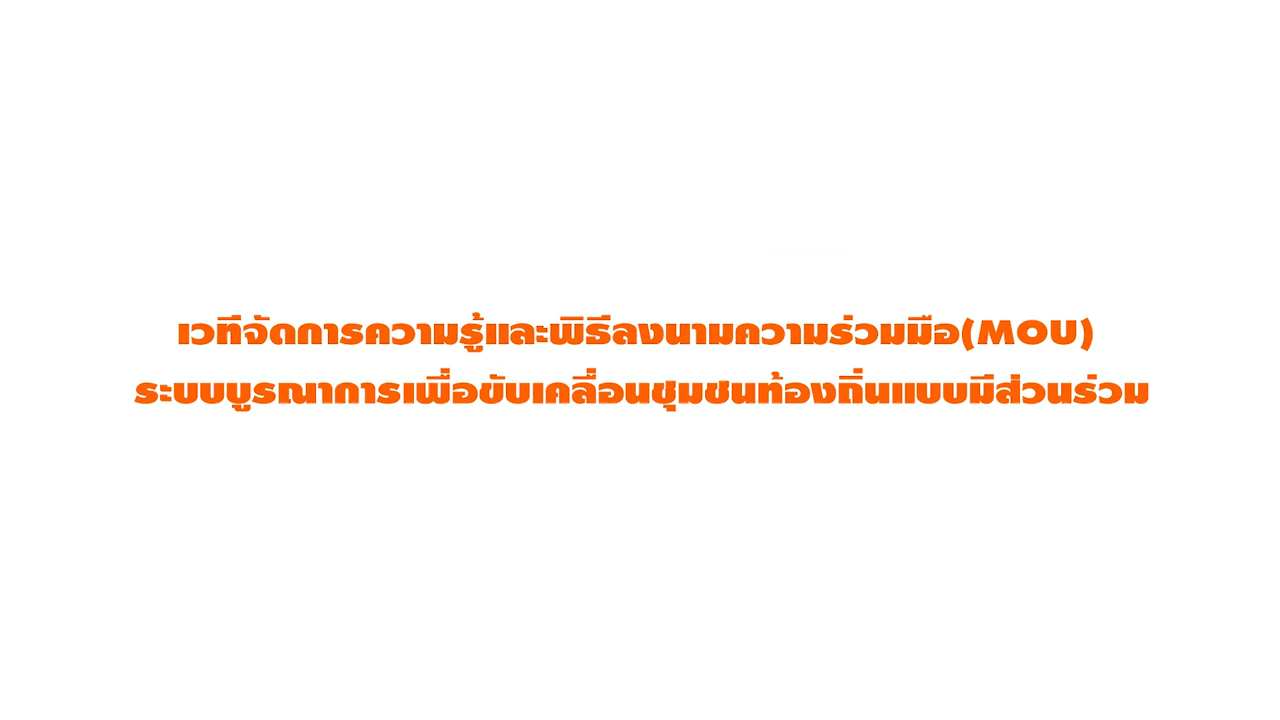 เวทีจัดการความรู้และพิธีลงนามความร่วมมือ(MOU)
ระบบบูรณาการเพื่อขับเคลื่อนชุมชนท้องถิ่นแบบมีส่วนร่วม